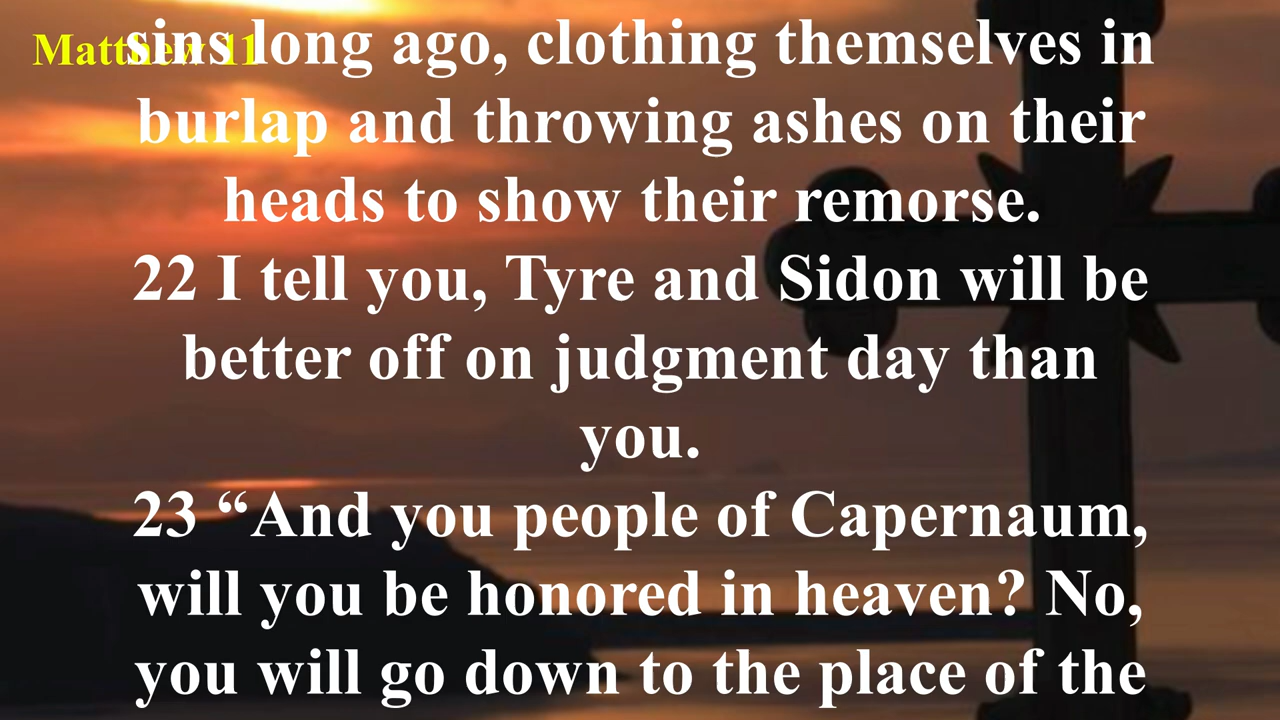 Matthew 11
sins long ago, clothing themselves in
burlap and throwing ashes on their
heads to show their remorse.
22 I tell you, Tyre and Sidon will be
better off on judgment day than
you.
23 “And you people of Capernaum,
will you be honored in heaven? No,
you will go down to the place of the